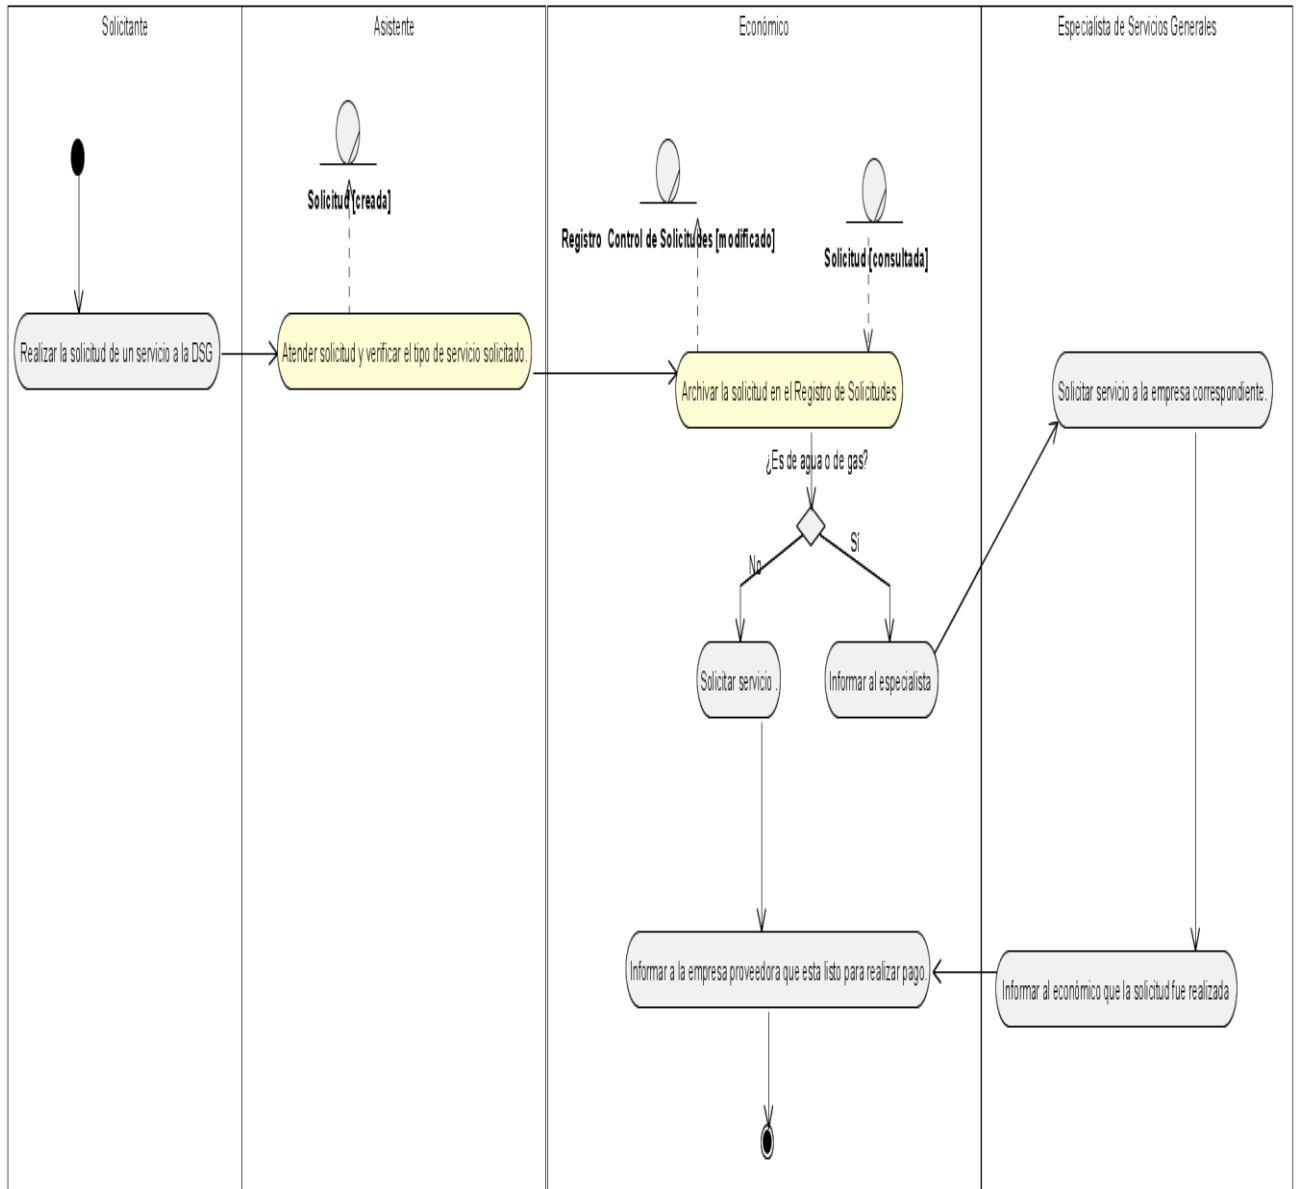 Solicitante
Asistente
Económico
Especialista de Servicios Generales
Solicitud [creada]
Registro Control de Solicitudes [modificado]
Solicitud [consultada]
Realizar la solicitud de un servicio a la DSG
Atender solicitud y verificar el tipo de servicio solicitado.
Archivar la solicitud en el Registro de Solicitudes
Solicitar servicio a la empresa correspondiente.
¿Es de agua o de gas?
No
Si
Solicitar servicio .
Informar al especialista
Informar a la empresa proveedora que esta listo para realizar pago.
Informar al económico que la solicitud fue realizada